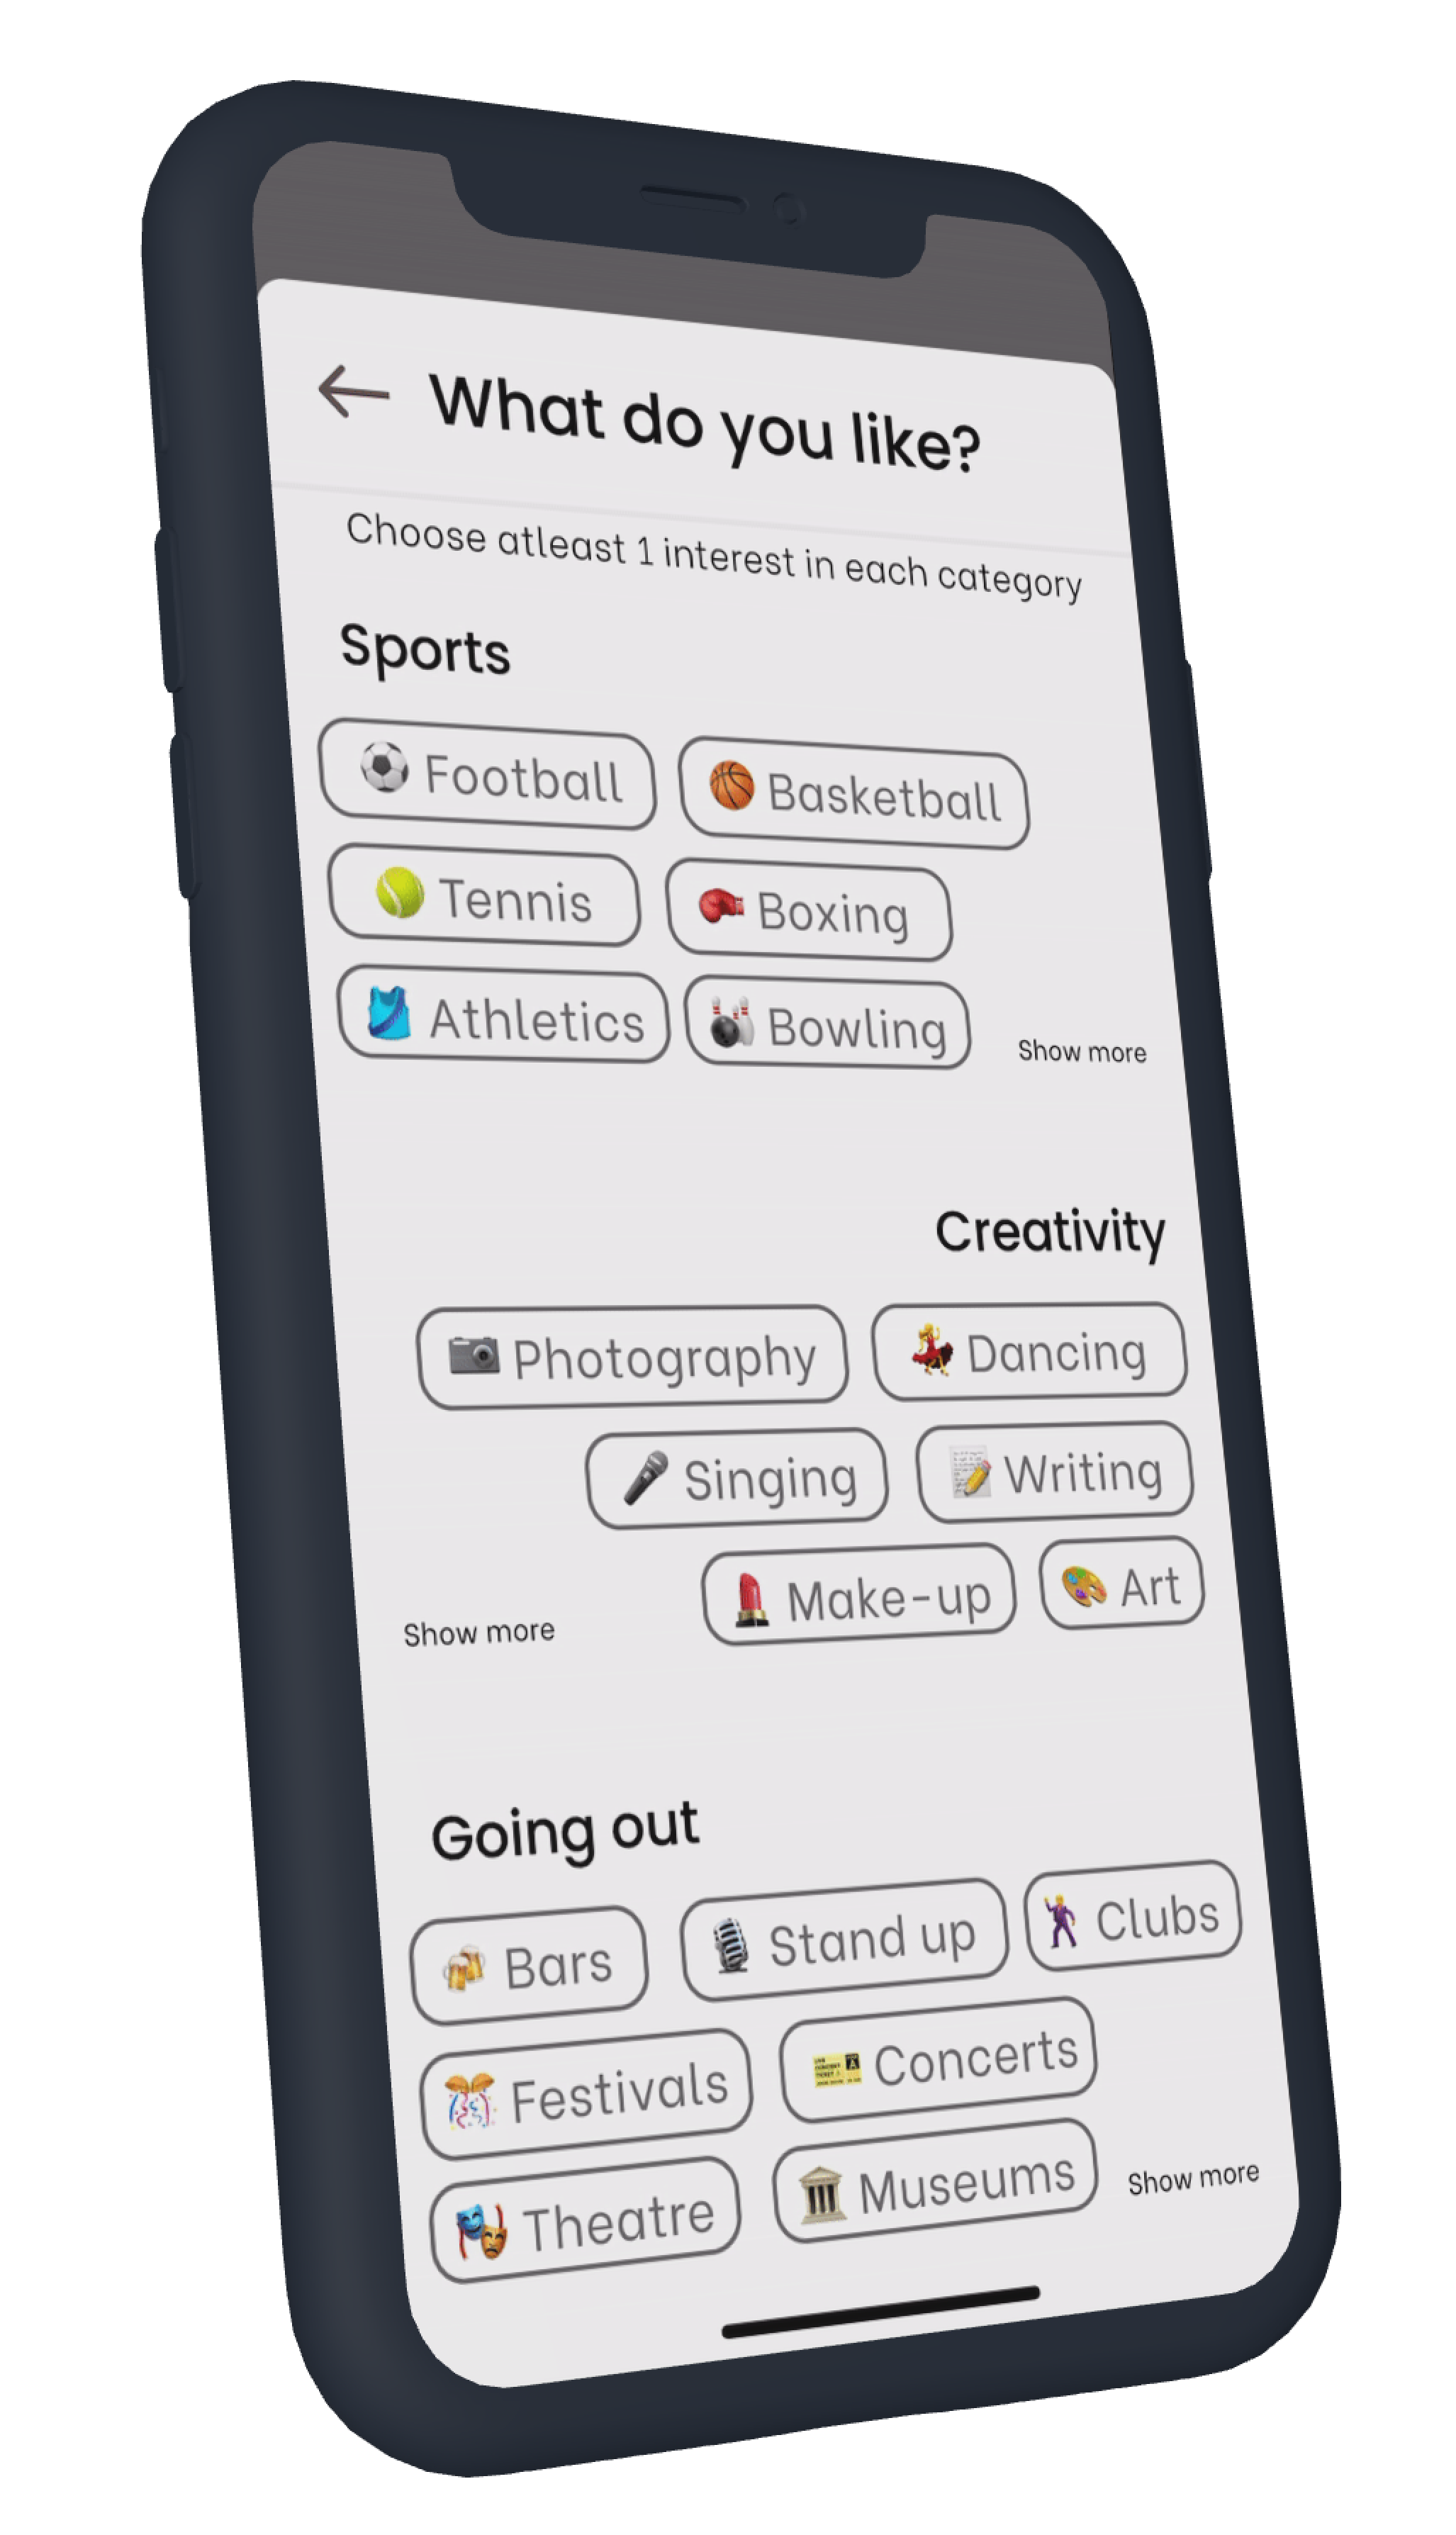 What do you like?
Choose atleast 1 interest in each category
Sports
Football Basketball
Tennis Boxing
Athletics Bowling Show more
Creativity
Photography Dancing
Singing Writing
Show more Make-up Art
Going out
Bars Stand up Clubs
Festivals Concerts
Theatre Museums Show more